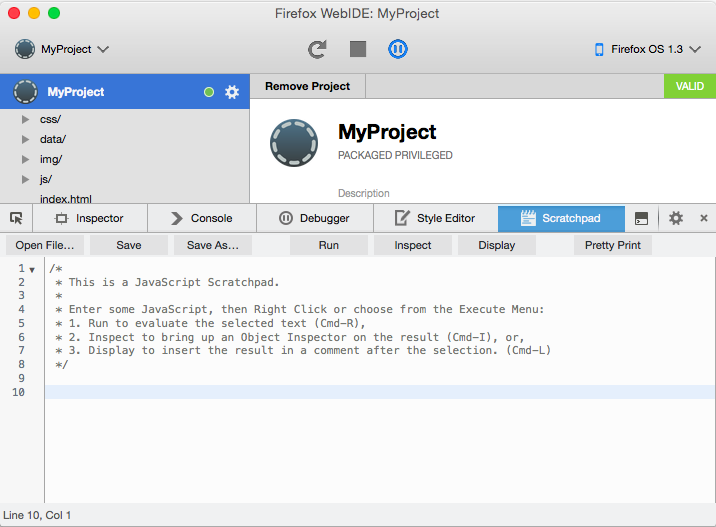 Firefox WebIDE: MyProject
MyProject
Firefox OS 1.3
MyProject
Remove Project
VALID
css/
data/
img/
js/
index.html
MyProject
PACKAGED PRIVILEGED
Description
Inspector
Console
Debugger
Style Editor
Scratchpad
Open File...
Save
Save As...
Run
Inspect
Display
Pretty Print
1 /*
2  * This is a JavaScript Scratchpad.
3  *
4  * Enter some JavaScript, then Right Click or choose from the Execute Menu:
5  * 1. Run to evaluate the selected text (Cmd-R),
6  * 2. Inspect to bring up an Object Inspector on the result (Cmd-I), or,
7  * 3. Display to insert the result in a comment after the selection. (Cmd-L)
8  */
9
10
Line 10, Col 1